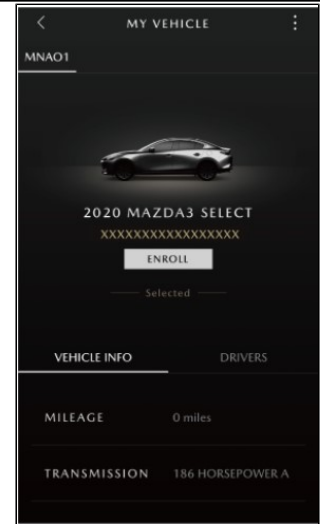 MY VEHICLE
MNAO1
2020 MAZDA3 SELECT
XXXXXXXXXXXXXXXXX
ENROLL
Selected
VEHICLE INFO DRIVERS
MILEAGE 0 miles
TRANSMISSION 186 HORSEPOWER A